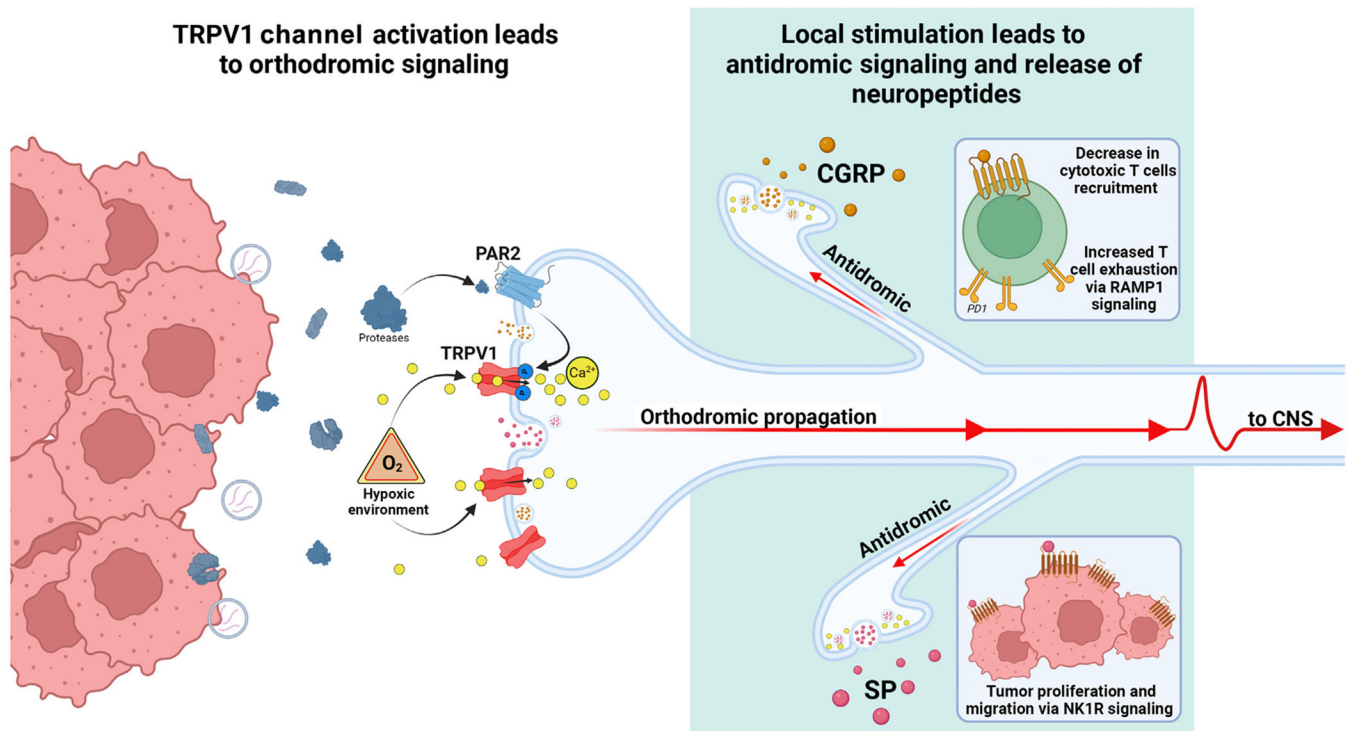 TRPV1 channel activation leads
to orthodromic signaling
Local stimulation leads to
antidromic signaling and release of
neuropeptides
PAR2
Proteases
TRPV1
P
P
Ca2+
O2
Hypoxic
environment
CGRP
Antidromic
Decrease in
cytotoxic T cells
recruitment
Increased T
cell exhaustion
via RAMP1
signaling
PD1
Orthodromic propagation
to CNS
Antidromic
SP
Tumor proliferation and
migration via NK1R signaling